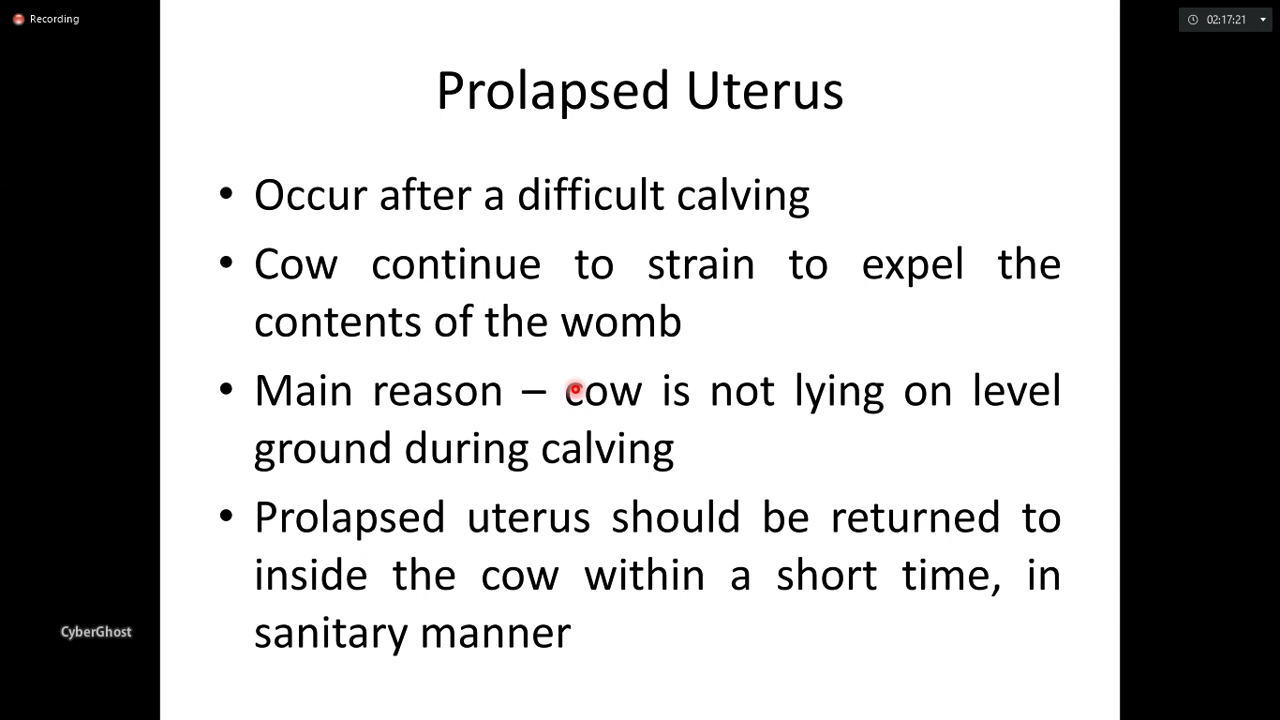 Recording
02:17:21
Prolapsed Uterus
• Occur after a difficult calving
• Cow continue to strain to expel the
contents of the womb
• Main reason – cow is not lying on level
ground during calving
• Prolapsed uterus should be returned to
inside the cow within a short time, in
sanitary manner
CyberGhost